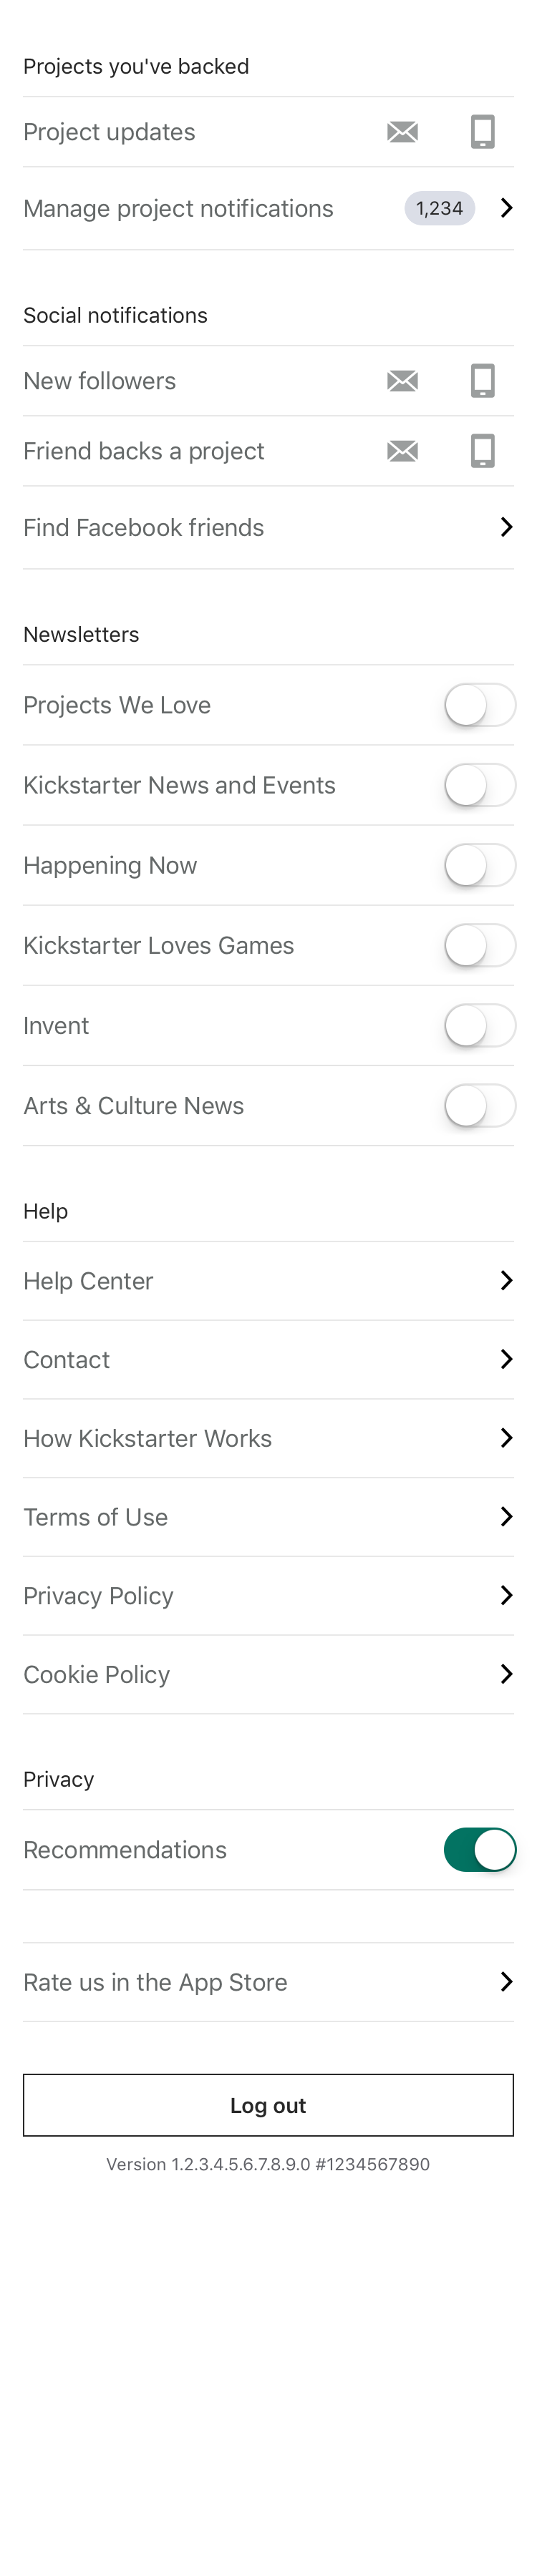 Projects you've backed
Project updates
Manage project notifications 1,234
Social notifications
New followers
Friend backs a project
Find Facebook friends
Newsletters
Projects We Love
Kickstarter News and Events
Happening Now
Kickstarter Loves Games
Invent
Arts & Culture News
Help
Help Center
Contact
How Kickstarter Works
Terms of Use
Privacy Policy
Cookie Policy
Privacy
Recommendations
Rate us in the App Store
Log out
Version 1.2.3.4.5.6.7.8.9.0 #1234567890